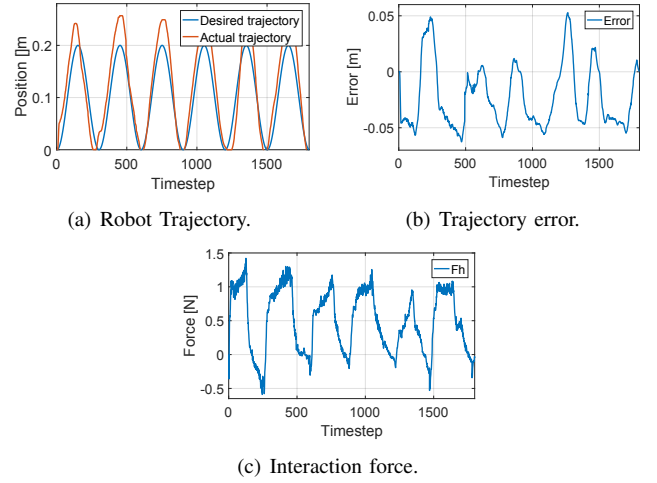 Desired trajectory
Actual trajectory
Position []m
0.2
0.1
0
0 500 1000 1500
Timestep
(a) Robot Trajectory.
Error
Error [m]
0.05
0
-0.05
0 500 1000 1500
Timestep
(b) Trajectory error.
Fh
Force [N]
1.5
1
0.5
0
-0.5
0 500 1000 1500
Timestep
(c) Interaction force.